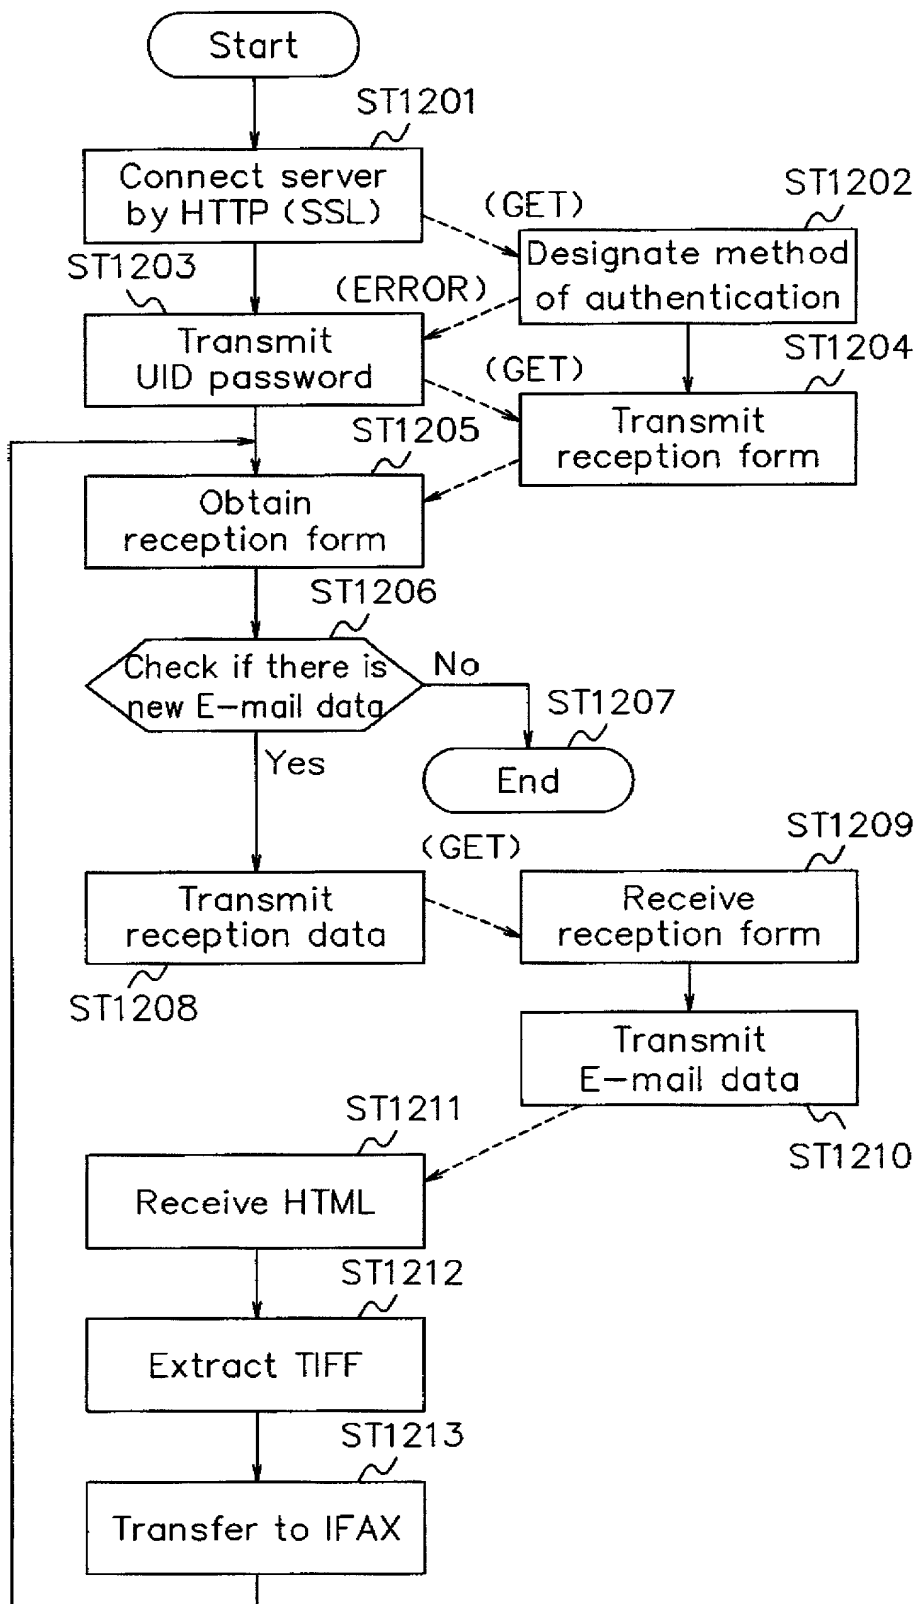 Start
ST1201
Connect server
by HTTP (SSL)
(GET)
ST1202
Designate method
of authentication
ST1203
(ERROR)
Transmit
UID password
(GET)
ST1204
Transmit
reception form
ST1205
Obtain
reception form
ST1206
Check if there is
new E-mail data
No
ST1207
End
Yes
(GET)
Transmit
reception data
ST1208
ST1209
Receive
reception form
Transmit
E-mail data
ST1210
ST1211
Receive HTML
ST1212
Extract TIFF
ST1213
Transfer to IFAX